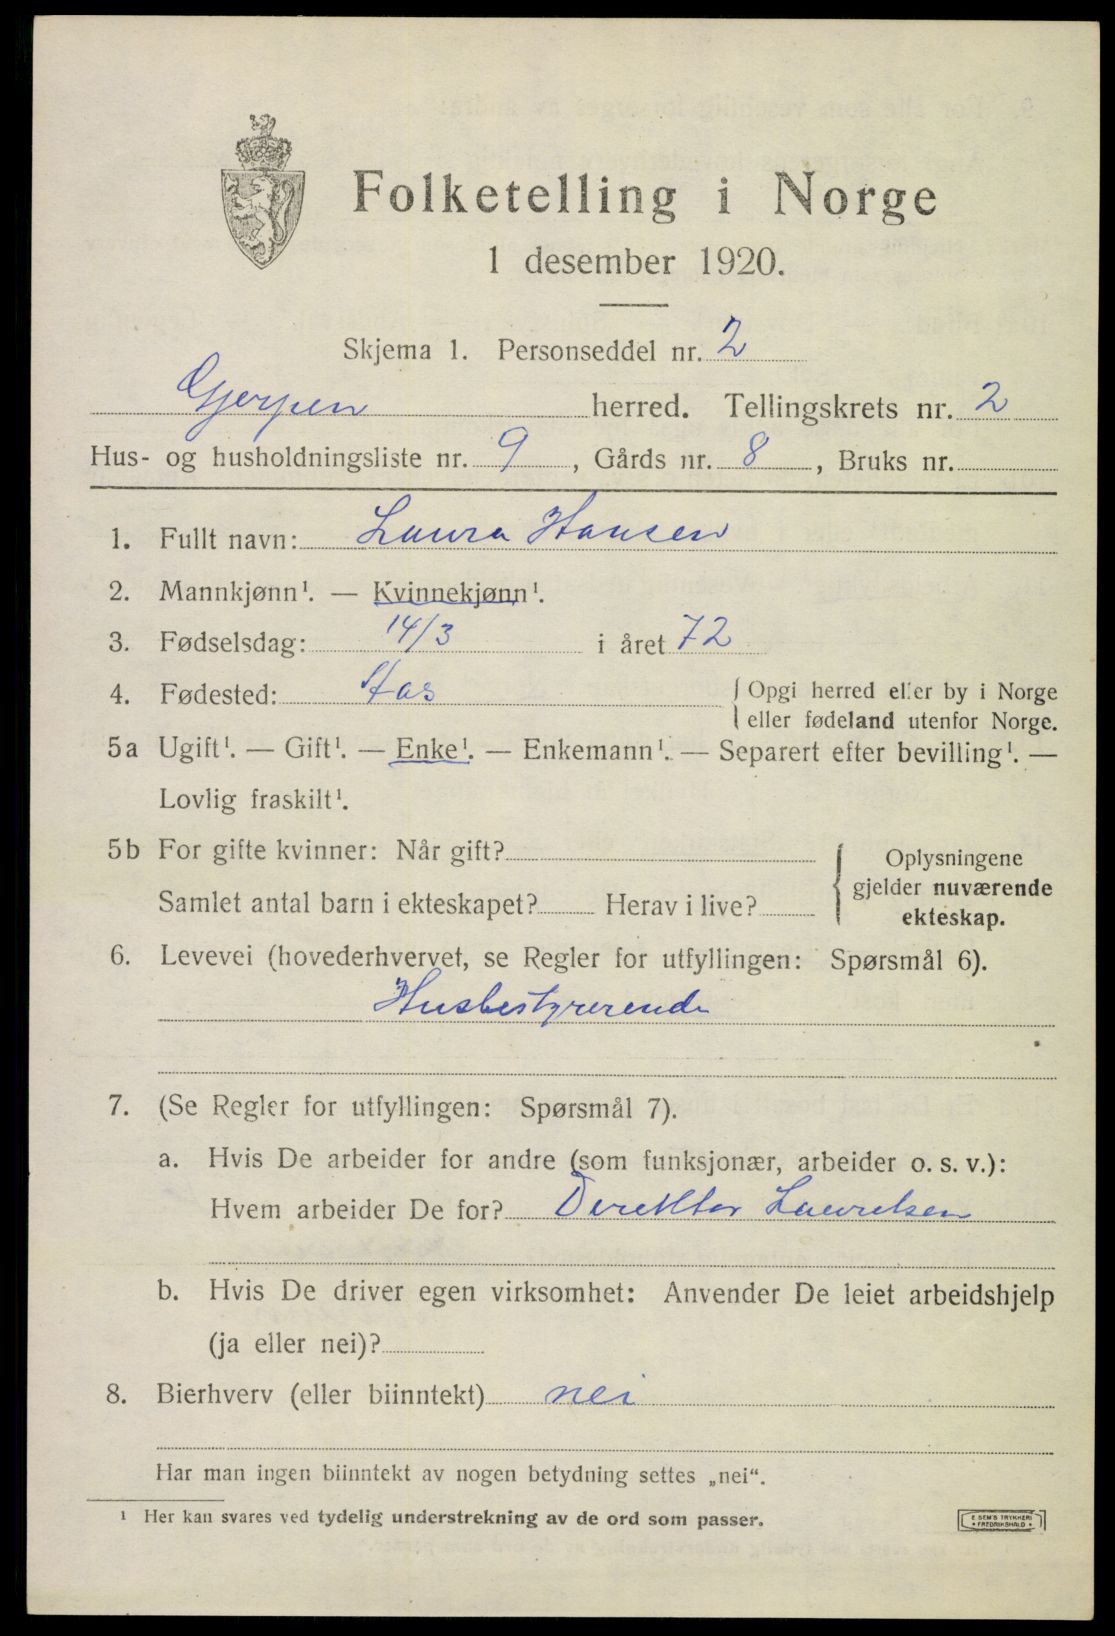 Folketelling i Norge
1 desember 1920.
Skjema 1. Personseddel nr. 2
Gjerpen herred. Tellingskrets nr. 2
Hus- og husholdningsliste nr. 9, Gårds nr. 8, Bruks nr.
1. Fullt navn: Laura Hansen
2. Mannkjønn¹. — Kvinnekjønn¹.
3. Fødselsdag: 14/3 i året 72
4. Fødested: Aas { Opgi herred eller by i Norge
eller fødeland utenfor Norge.
5a Ugift¹. — Gift¹. — Enke¹. — Enkemann¹. — Separert efter bevilling¹. —
Lovlig fraskilt¹.
5b For gifte kvinner: Når gift?
Samlet antal barn i ekteskapet? Herav i live?
Oplysningene
gjelder nuværende
ekteskap.
6. Levevei (hovederhvervet, se Regler for utfyllingen: Spørsmål 6).
Husbestyrerende
7. (Se Regler for utfyllingen: Spørsmål 7).
a. Hvis De arbeider for andre (som funksjonær, arbeider o. s. v.):
Hvem arbeider De for? Direkktør Lauritsen
b. Hvis De driver egen virksomhet: Anvender De leiet arbeidshjelp
(ja eller nei)?
8. Bierhverv (eller biinntekt) nei
Har man ingen biinntekt av nogen betydning settes „nei“.
¹ Her kan svares ved tydelig understrekning av de ord som passer.
E SEM'S TRYKKERI
• FREDRIKSHALD •